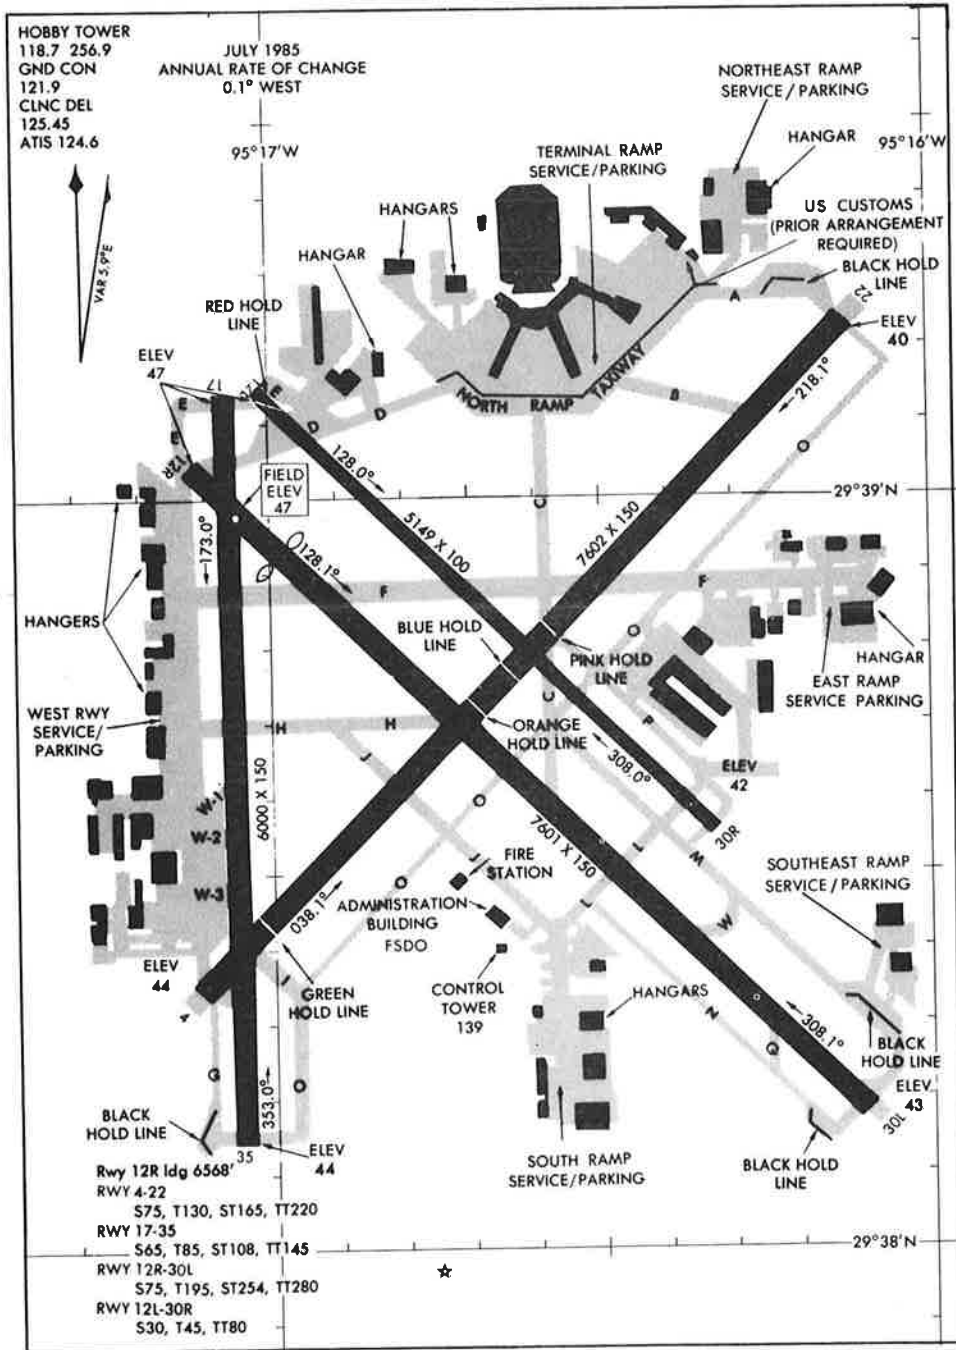 HOBBY TOWER
118.7 256.9
GND CON
121.9
CLNC DEL
125.45
ATIS 124.6
JULY 1985
ANNUAL RATE OF CHANGE
0.1° WEST
95°17'W
95°16'W
VAR 5.9°E
NORTHEAST RAMP
SERVICE/PARKING
HANGAR
TERMINAL RAMP
SERVICE/PARKING
US CUSTOMS
(PRIOR ARRANGEMENT
REQUIRED)
HANGARS
HANGAR
BLACK HOLD
LINE
RED HOLD
LINE
A
22
ELEV
40
ELEV
47
17
12L
E
E
E
D
D
NORTH RAMP TAXIWAY
B
218.1°
O
12R
FIELD
ELEV
47
128.0°
C
29°39'N
173.0°
128.1°
5149 X 100
7602 X 150
F
F
HANGERS
BLUE HOLD
LINE
O
PINK HOLD
LINE
HANGAR
EAST RAMP
SERVICE PARKING
C
P
WEST RWY
SERVICE/
PARKING
H
H
ORANGE
HOLD LINE
J
308.0°
ELEV
42
6000 X 150
W-1
W-2
W-3
O
7601 X 150
30R
L
M
J
FIRE
STATION
SOUTHEAST RAMP
SERVICE/PARKING
038.1°
O
ADMINISTRATION
BUILDING
FSDO
L
W
ELEV
44
4
I
GREEN
HOLD LINE
CONTROL
TOWER
139
HANGARS
N
308.1°
Q
BLACK
HOLD LINE
G
353.0°
O
ELEV
43
30L
BLACK
HOLD LINE
35
ELEV
44
SOUTH RAMP
SERVICE/PARKING
BLACK HOLD
LINE
Rwy 12R ldg 6568'
RWY 4-22
S75, T130, ST165, TT220
RWY 17-35
S65, T85, ST108, TT145
29°38'N
RWY 12R-30L
S75, T195, ST254, TT280
RWY 12L-30R
S30, T45, TT80